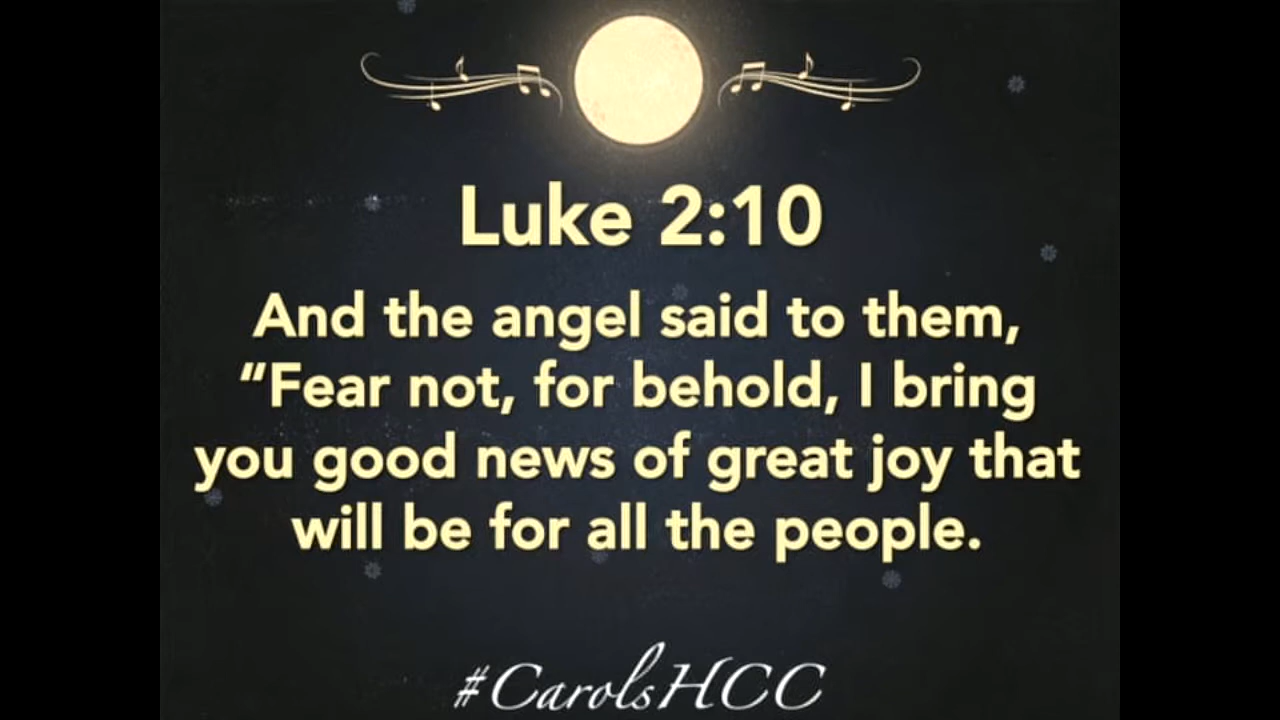 Luke 2:10
And the angel said to them,
“Fear not, for behold, I bring
you good news of great joy that
will be for all the people.
#CarolsHCC